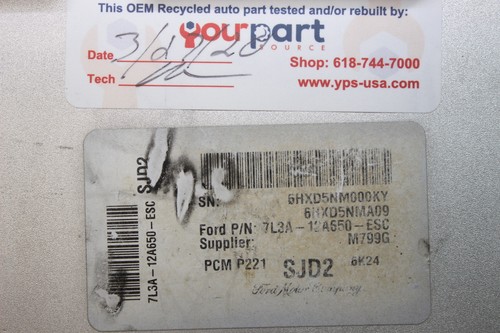 This OEM Recycled auto part tested and/or rebuilt by:
yourpart
SOURCE
Date
Shop: 618-744-7000
Tech
www.yps-usa.com
SJD2
7L3A-12A650-ESC
SN: 6HXD5NM000KY
6HXD5NMA09
Ford P/N: 7L3A-12A650-ESC
Supplier: M799G
PCM P221 SJD2 6K24
Ford Motor Company